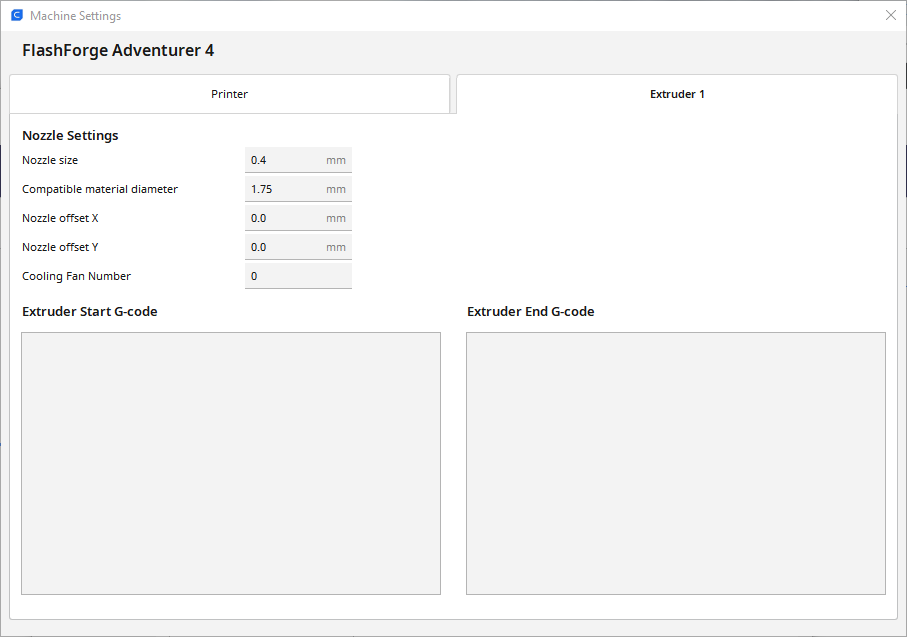 Machine Settings
FlashForge Adventurer 4
Printer
Extruder 1
Nozzle Settings
Nozzle size 0.4 mm
Compatible material diameter 1.75 mm
Nozzle offset X 0.0 mm
Nozzle offset Y 0.0 mm
Cooling Fan Number 0
Extruder Start G-code
Extruder End G-code